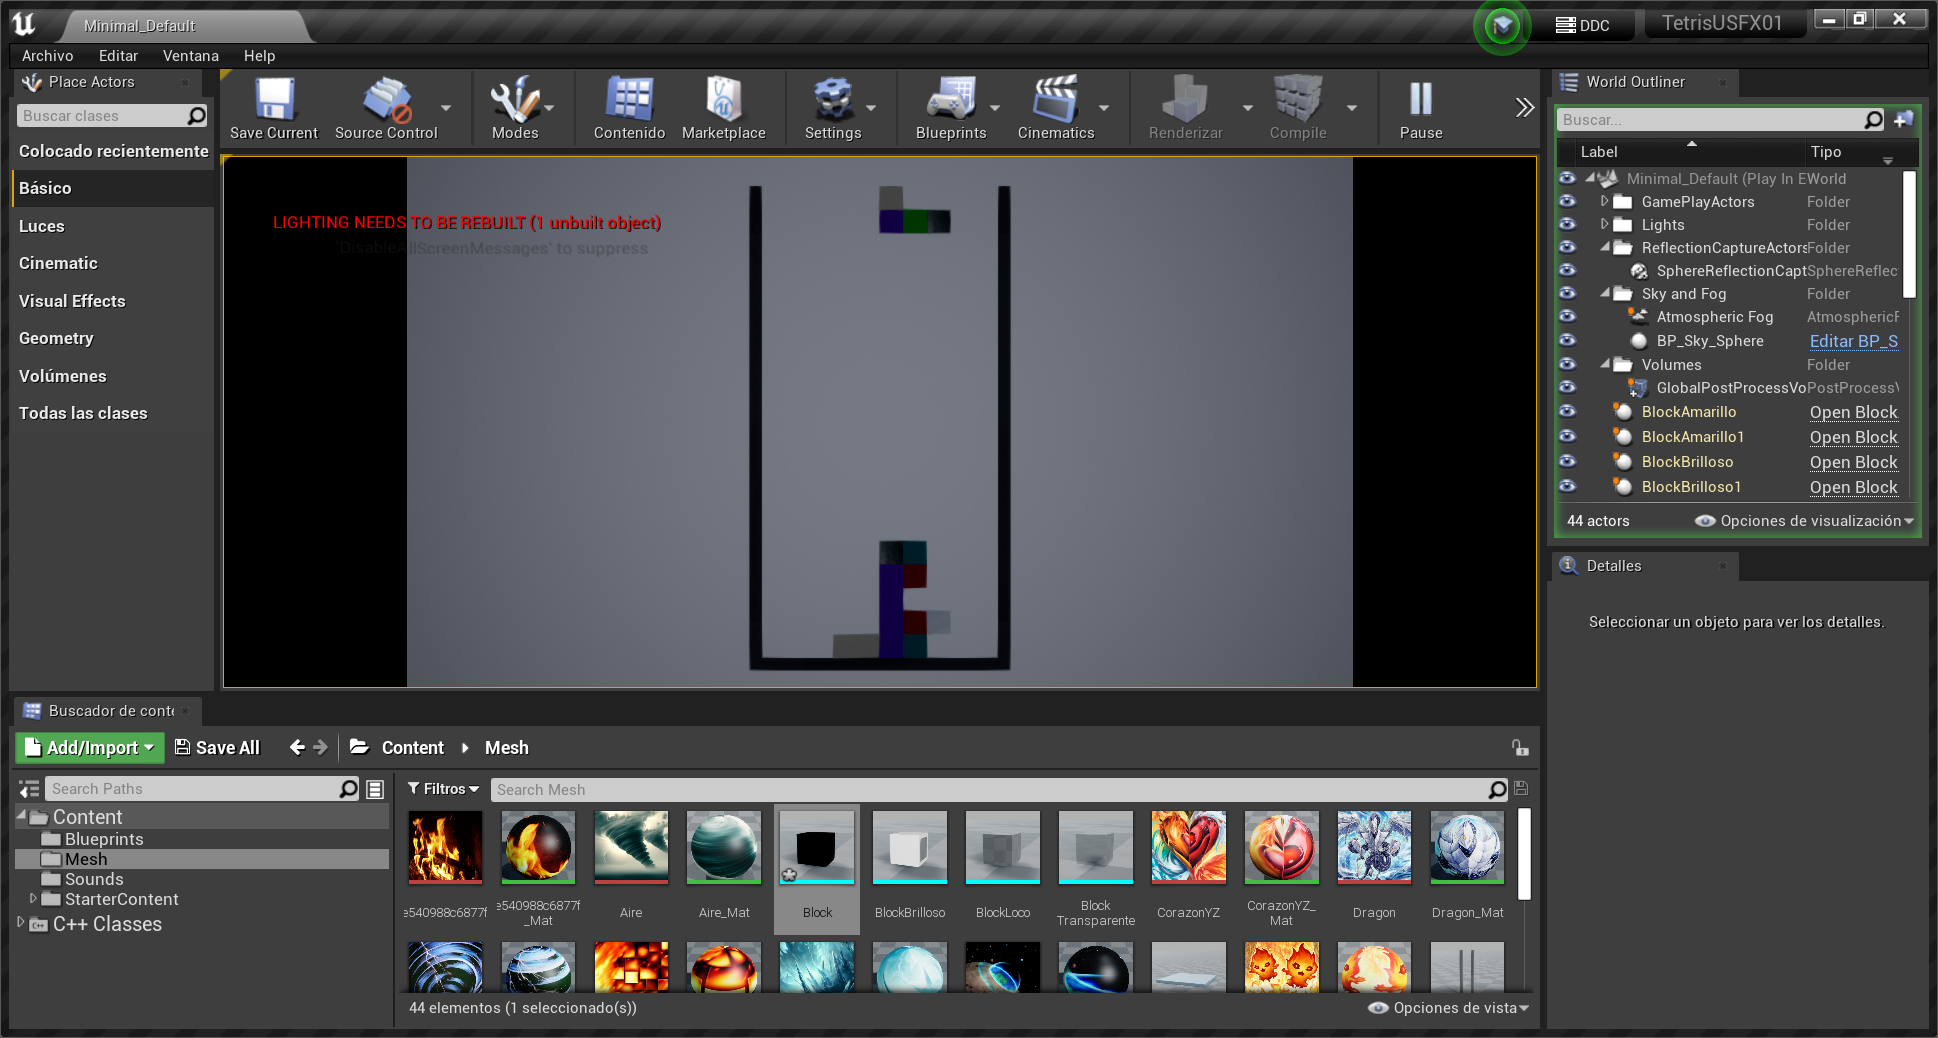 Minimal_Default
DDC
TetrisUSFX01
Archivo Editar Ventana Help
Place Actors
Buscar clases
Colocado recientemente
Básico
Luces
Cinematic
Visual Effects
Geometry
Volúmenes
Todas las clases
Save Current
Source Control
Modes
Contenido
Marketplace
Settings
Blueprints
Cinematics
Renderizar
Compile
Pause
LIGHTING NEEDS TO BE REBUILT (1 unbuilt object)
'DisableAllScreenMessages' to suppress
World Outliner
Buscar...
Label Tipo
Minimal_Default (Play In E World
GamePlayActors Folder
Lights Folder
ReflectionCaptureActors Folder
SphereReflectionCapt SphereReflec
Sky and Fog Folder
Atmospheric Fog AtmosphericF
BP_Sky_Sphere Editar BP_S
Volumes Folder
GlobalPostProcessVo PostProcessV
BlockAmarillo Open Block
BlockAmarillo1 Open Block
BlockBrilloso Open Block
BlockBrilloso1 Open Block
44 actors
Opciones de visualización
Detalles
Seleccionar un objeto para ver los detalles.
Buscador de conte
Add/Import
Save All
Content
Mesh
Search Paths
Content
Blueprints
Mesh
Sounds
StarterContent
C++ Classes
Filtros
Search Mesh
e540988c6877f
e540988c6877f
_Mat
Aire
Aire_Mat
Block
BlockBrilloso
BlockLoco
Block
Transparente
CorazonYZ
CorazonYZ_
Mat
Dragon
Dragon_Mat
44 elementos (1 seleccionado(s))
Opciones de vista